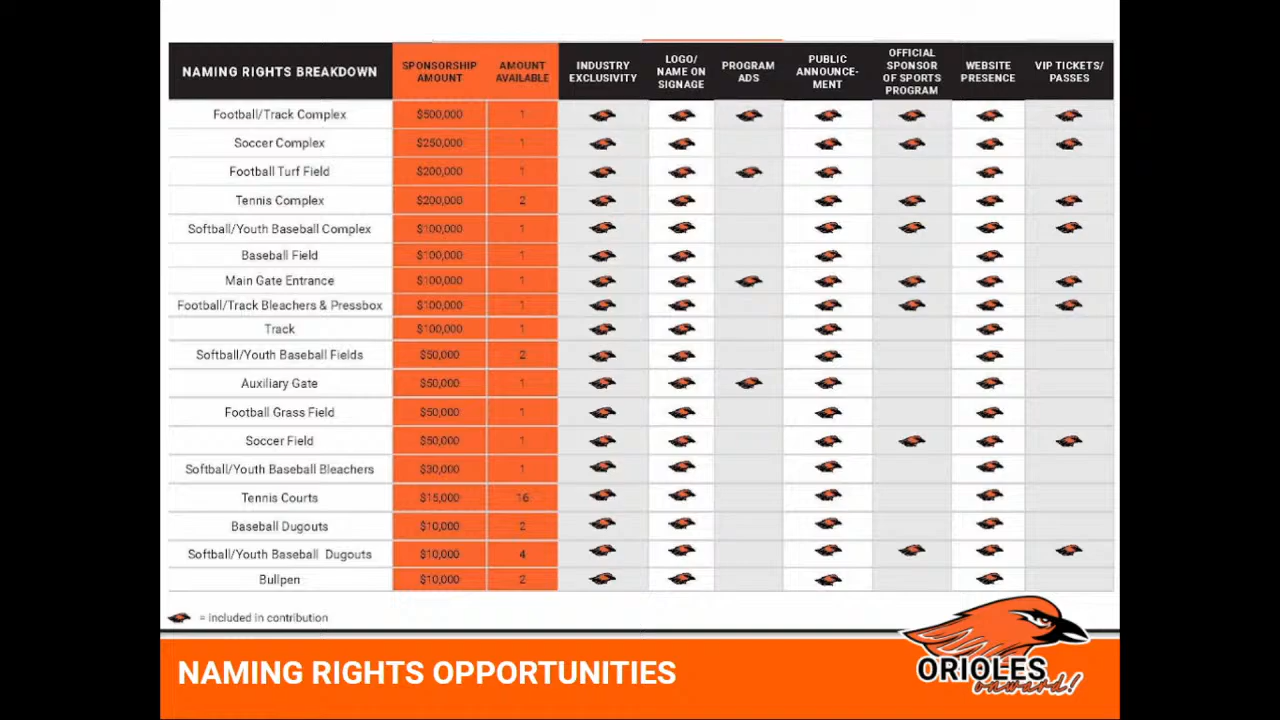 NAMING RIGHTS BREAKDOWN SPONSORSHIP AMOUNT AMOUNT AVAILABLE INDUSTRY EXCLUSIVITY LOGO/ NAME ON SIGNAGE PROGRAM ADS PUBLIC ANNOUNCE- MENT OFFICIAL SPONSOR OF SPORTS PROGRAM WEBSITE PRESENCE VIP TICKETS/ PASSES
Football/Track Complex $500,000 1
Soccer Complex $250,000 1
Football Turf Field $200,000 1
Tennis Complex $200,000 2
Softball/Youth Baseball Complex $100,000 1
Baseball Field $100,000 1
Main Gate Entrance $100,000 1
Football/Track Bleachers & Pressbox $100,000 1
Track $100,000 1
Softball/Youth Baseball Fields $50,000 2
Auxiliary Gate $50,000 1
Football Grass Field $50,000 1
Soccer Field $50,000 1
Softball/Youth Baseball Bleachers $30,000 1
Tennis Courts $15,000 16
Baseball Dugouts $10,000 2
Softball/Youth Baseball Dugouts $10,000 4
Bullpen $10,000 2
= included in contribution
NAMING RIGHTS OPPORTUNITIES
ORIOLES
onward!